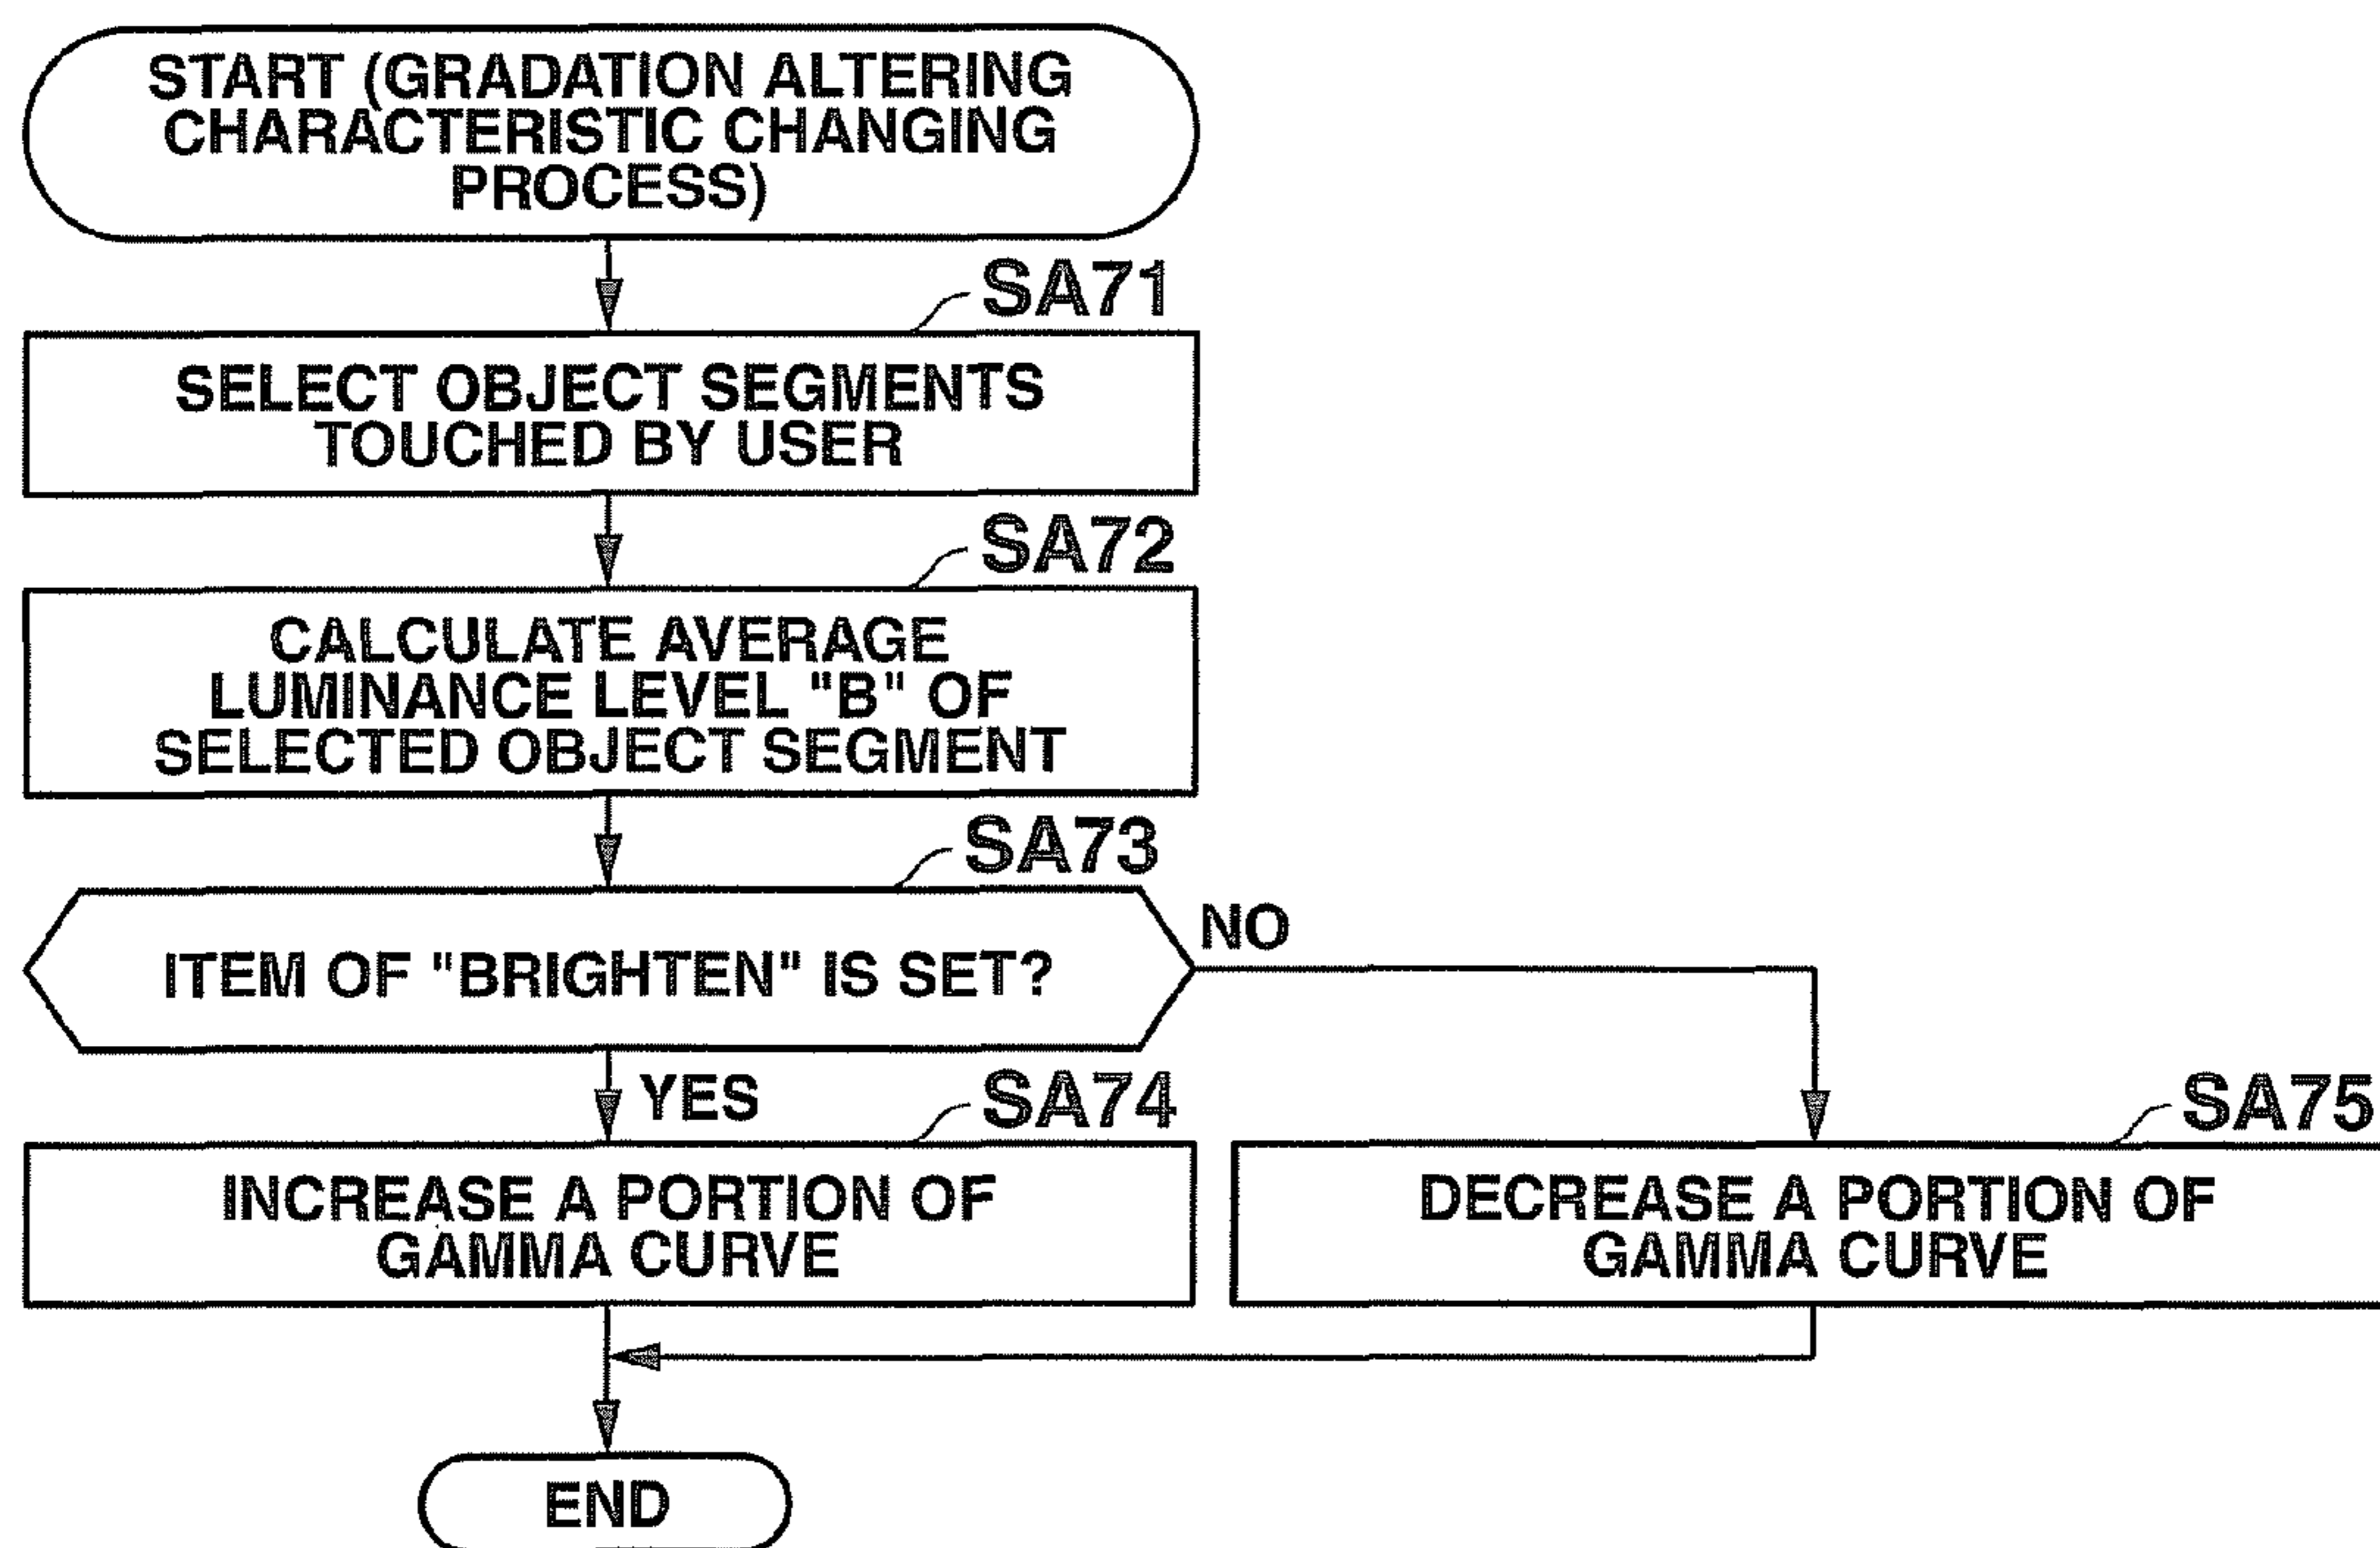 START (GRADATION ALTERING
CHARACTERISTIC CHANGING
PROCESS)
SA71
SELECT OBJECT SEGMENTS
TOUCHED BY USER
SA72
CALCULATE AVERAGE
LUMINANCE LEVEL "B" OF
SELECTED OBJECT SEGMENT
SA73
ITEM OF "BRIGHTEN" IS SET?
NO
YES
SA74
INCREASE A PORTION OF
GAMMA CURVE
SA75
DECREASE A PORTION OF
GAMMA CURVE
END